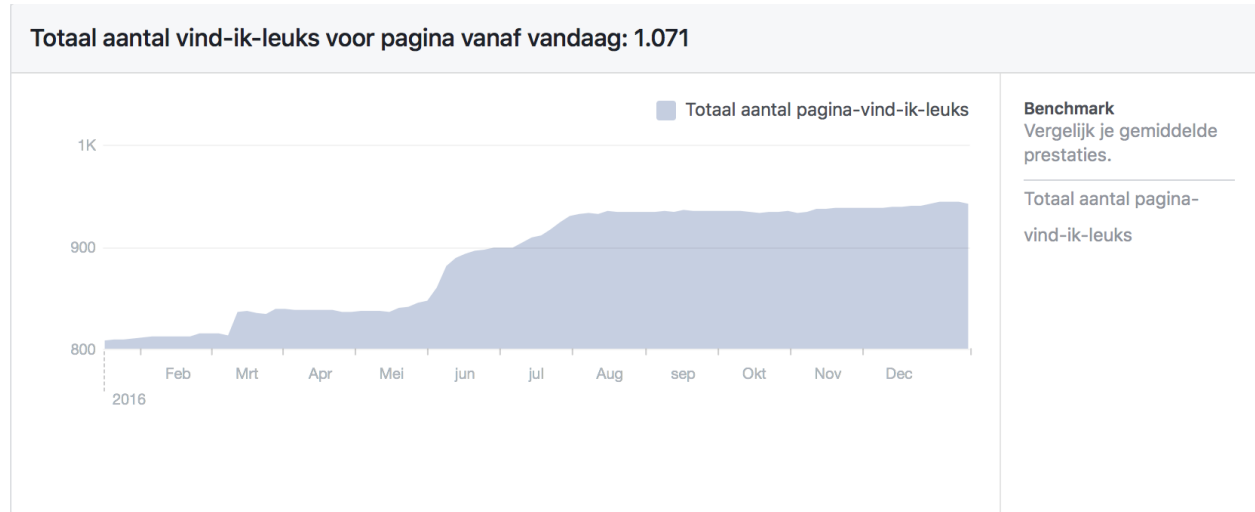 Totaal aantal vind-ik-leuks voor pagina vanaf vandaag: 1.071
Totaal aantal pagina-vind-ik-leuks
1K
900
800
Feb Mrt Apr Mei jun jul Aug sep Okt Nov Dec
2016
Benchmark
Vergelijk je gemiddelde
prestaties.
Totaal aantal pagina-
vind-ik-leuks